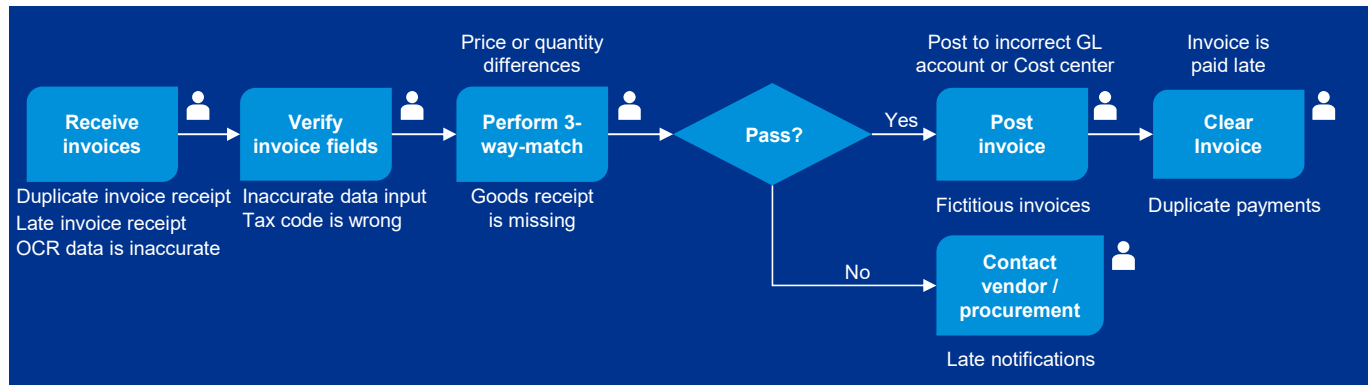 Price or quantity
differences
Post to incorrect GL
account or Cost center
Invoice is
paid late
Receive
invoices
Verify
invoice fields
Perform 3-
way-match
Pass?
Yes
Post
invoice
Clear
Invoice
Duplicate invoice receipt
Late invoice receipt
OCR data is inaccurate
Inaccurate data input
Tax code is wrong
Goods receipt
is missing
Fictitious invoices
Duplicate payments
No
Contact
vendor /
procurement
Late notifications